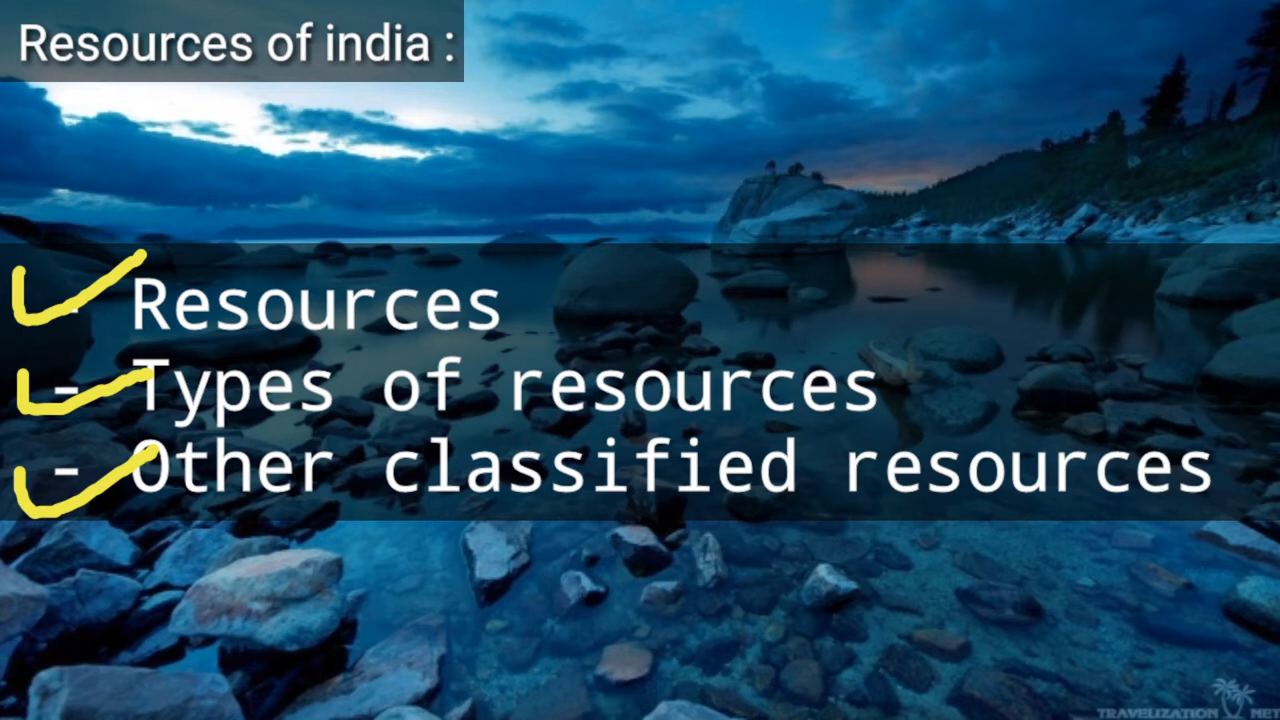 Resources of india :
- Resources
- Types of resources
- Other classified resources
TRAVELIZATION NET